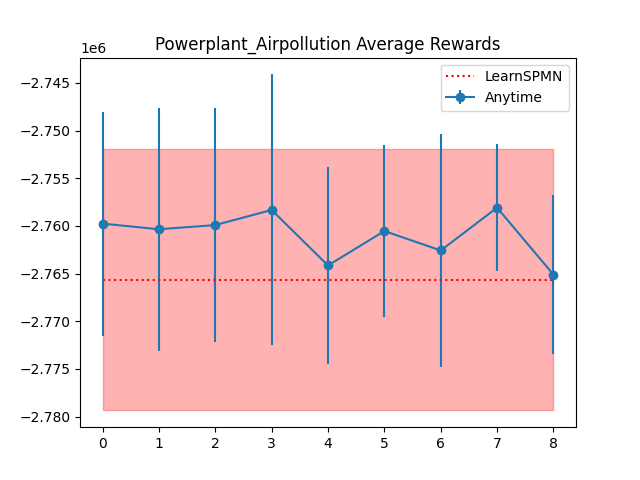 Powerplant_Airpollution Average Rewards
1e6
LearnSPMN
Anytime
−2.745
−2.750
−2.755
−2.760
−2.765
−2.770
−2.775
−2.780
0 1 2 3 4 5 6 7 8